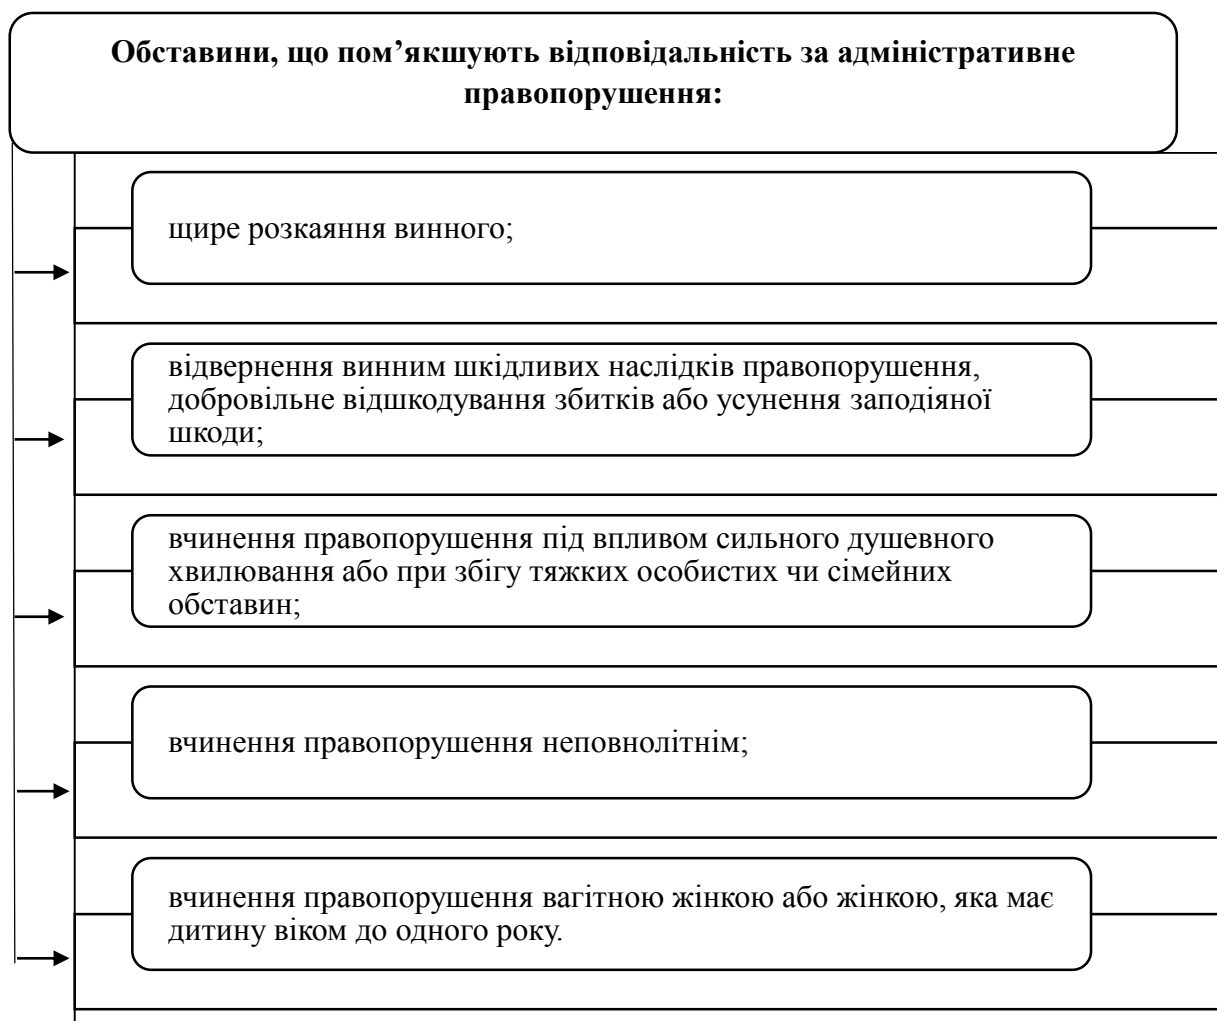 Обставини, що пом’якшують відповідальність за адміністративне
правопорушення:
щире розкаяння винного;
відвернення винним шкідливих наслідків правопорушення,
добровільне відшкодування збитків або усунення заподіяної
шкоди;
вчинення правопорушення під впливом сильного душевного
хвилювання або при збігу тяжких особистих чи сімейних
обставин;
вчинення правопорушення неповнолітнім;
вчинення правопорушення вагітною жінкою або жінкою, яка має
дитину віком до одного року.